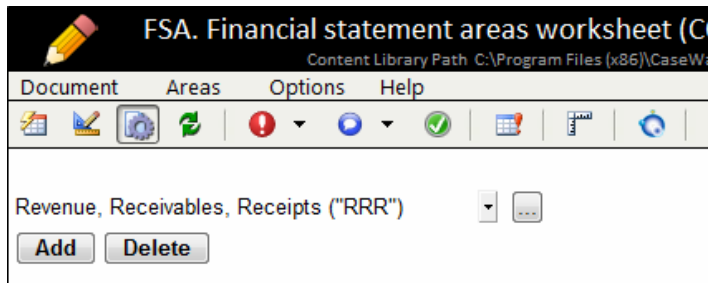 FSA. Financial statement areas worksheet (C
Content Library Path C:\Program Files (x86)\CaseWa
Document Areas Options Help
Revenue, Receivables, Receipts ("RRR")
...
Add Delete